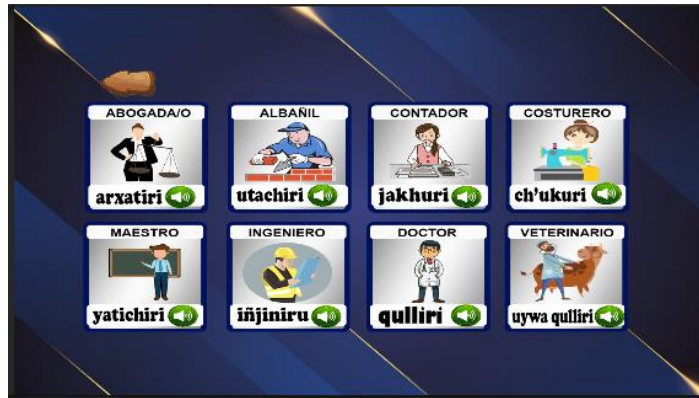 ABOGADA/O
arxatiri
ALBAÑIL
utachiri
CONTADOR
jakhuri
COSTURERO
ch'ukuri
MAESTRO
yatichiri
INGENIERO
iñjiniru
DOCTOR
qulliri
VETERINARIO
uywa qulliri